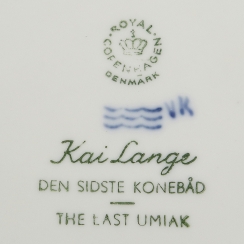 ROYAL
COPENHAGEN
DENMARK
VK
Kai Lange
DEN SIDSTE KONEBÅD
THE LAST UMIAK